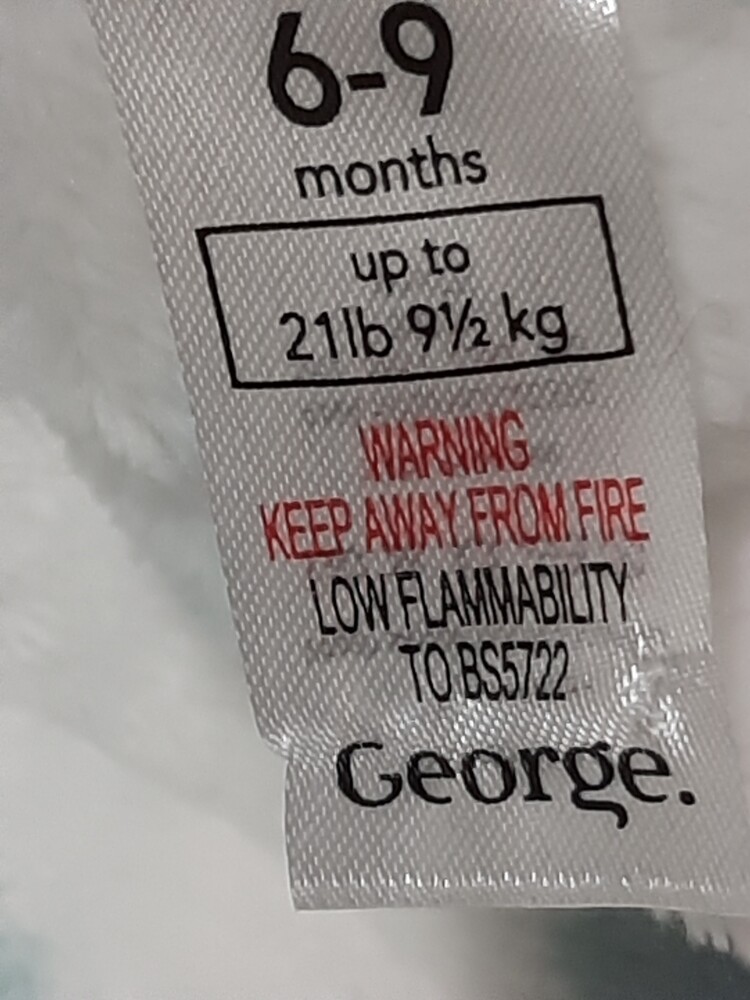 6-9
months
up to
21lb 9½ kg
WARNING
KEEP AWAY FROM FIRE
LOW FLAMMABILITY
TO BS5722
George.